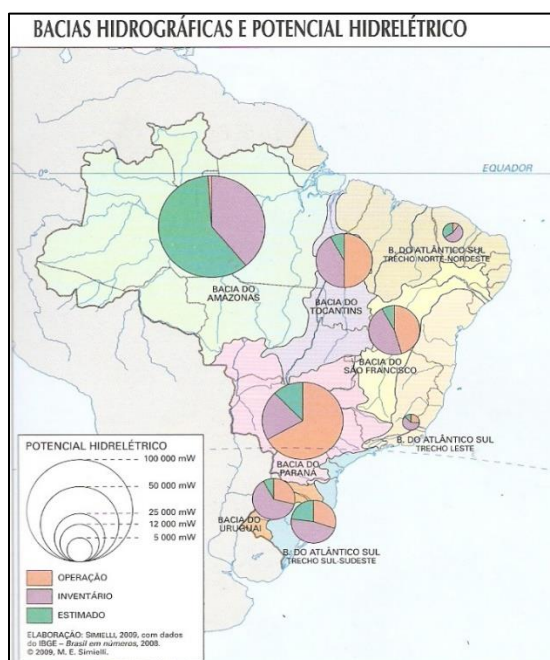 BACIAS HIDROGRÁFICAS E POTENCIAL HIDRELÉTRICO
0°
EQUADOR
B. DO ATLÂNTICO SUL
TRECHO NORTE-NORDESTE
BACIA DO
AMAZONAS
BACIA DO
TOCANTINS
BACIA DO
SÃO FRANCISCO
B. DO ATLÂNTICO SUL
TRECHO LESTE
BACIA DO
PARANÁ
BACIA DO
URUGUAI
B. DO ATLÂNTICO SUL
TRECHO SUL-SUDESTE
POTENCIAL HIDRELÉTRICO
100 000 mW
50 000 mW
25 000 mW
12 000 mW
5 000 mW
OPERAÇÃO
INVENTÁRIO
ESTIMADO
ELABORAÇÃO: SIMIELLI, 2009, com dados
do IBGE – Brasil em números, 2008.
© 2009, M. E. Simielli.